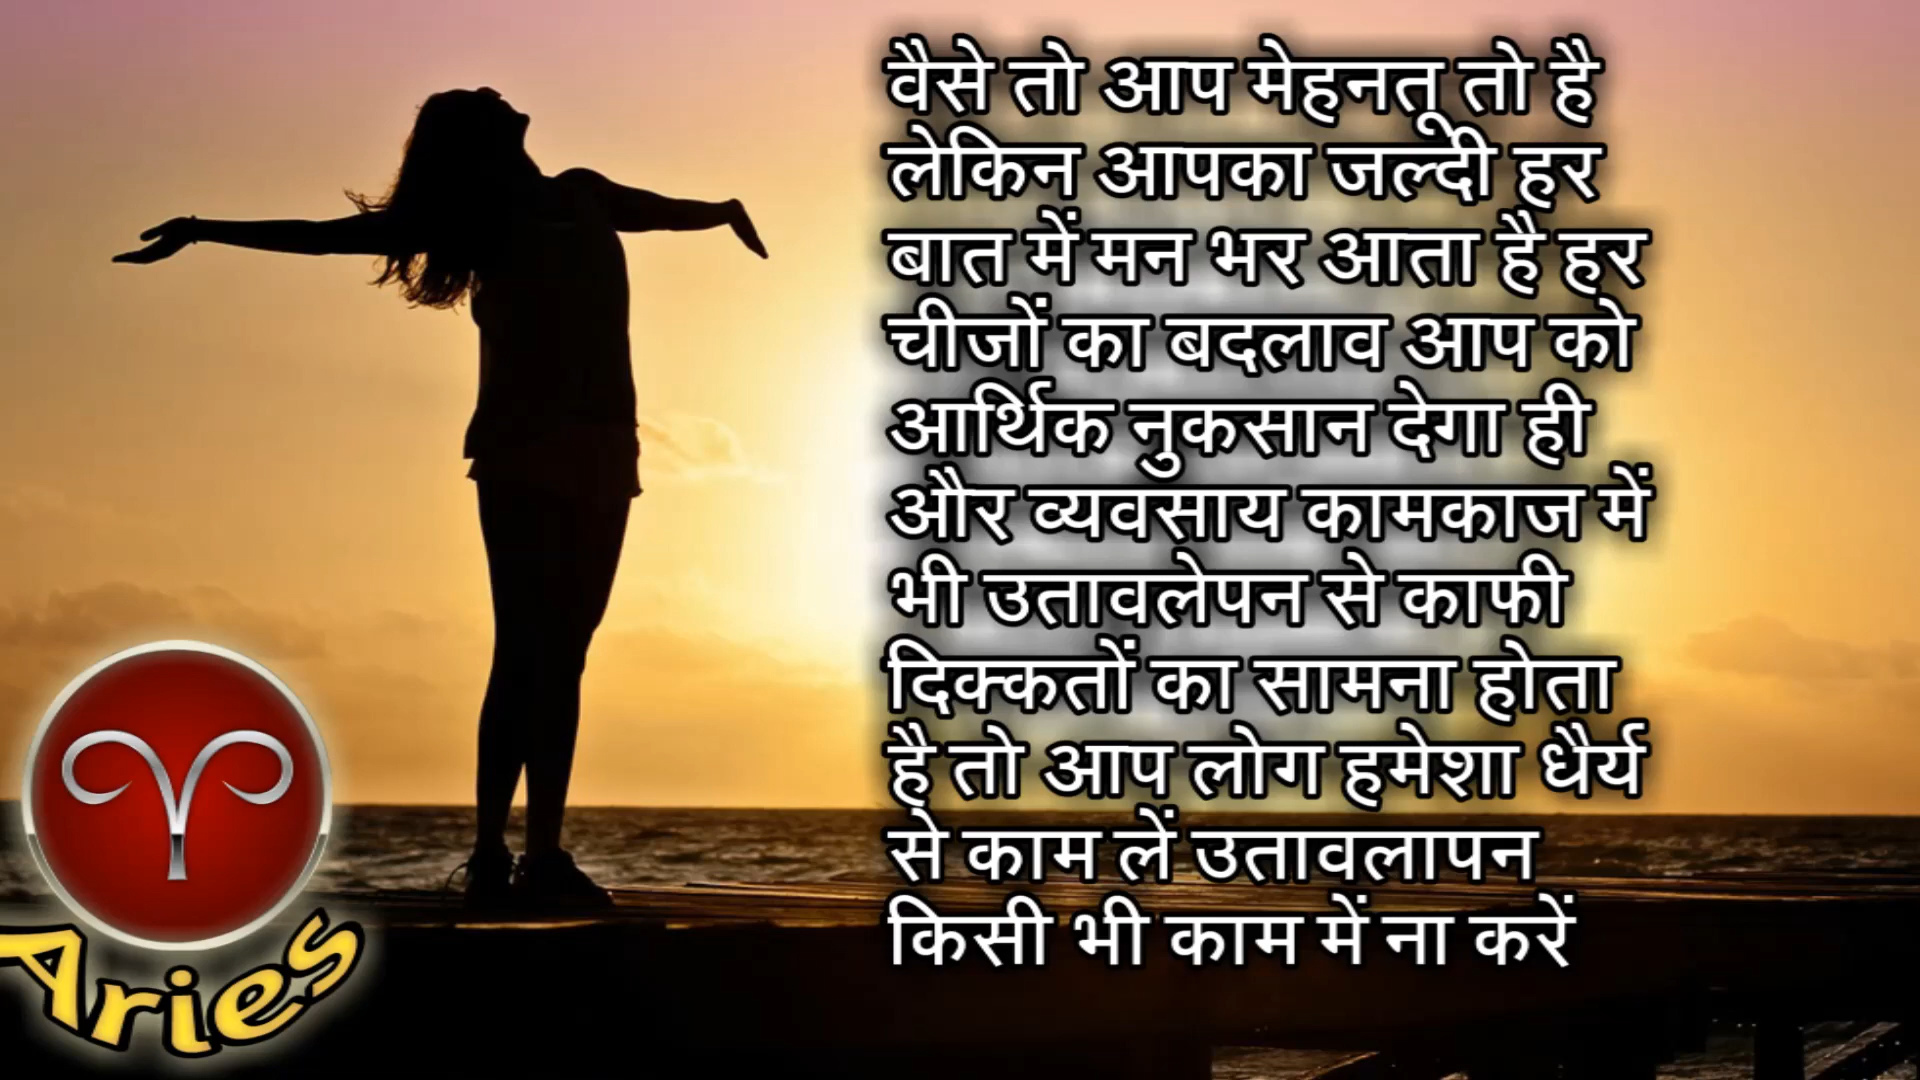 वैसे तो आप मेहनतू तो है
लेकिन आपका जल्दी हर
बात में मन भर आता है हर
चीजों का बदलाव आप को
आर्थिक नुकसान देगा ही
और व्यवसाय कामकाज में
भी उतावलेपन से काफी
दिक्कतों का सामना होता
है तो आप लोग हमेशा धैर्य
से काम लें उतावलापन
किसी भी काम में ना करें
Aries